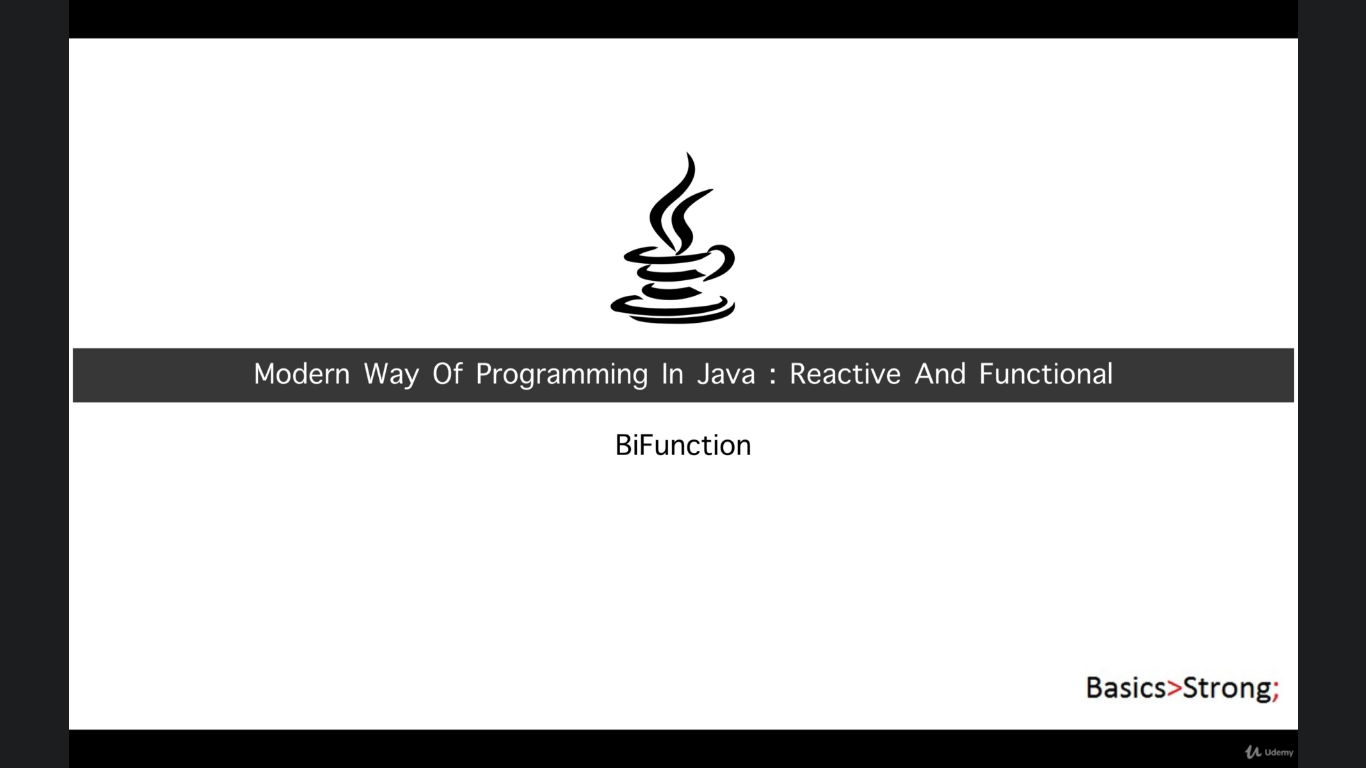 Modern Way Of Programming In Java : Reactive And Functional
BiFunction
Basics>Strong;
Udemy